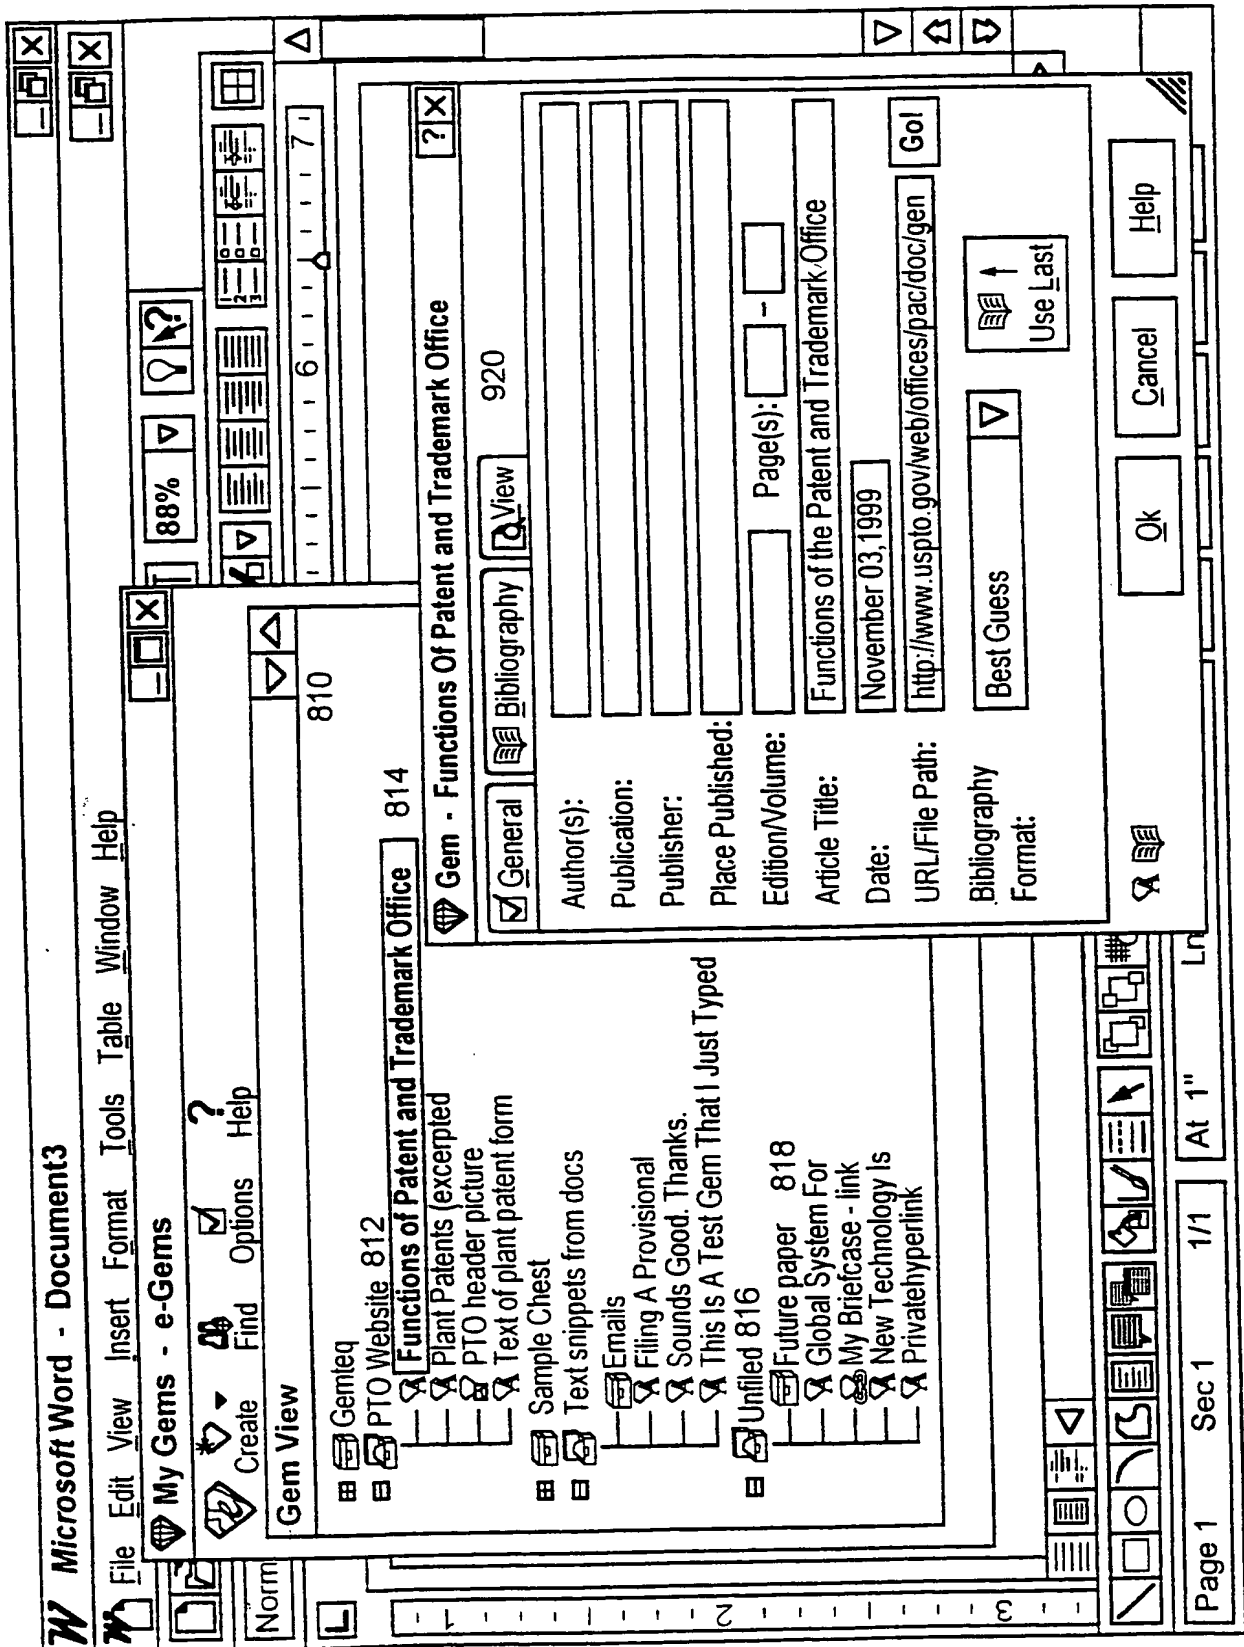 W Microsoft Word - Document3
File Edit View Insert Format Tools Table Window Help
88%
Norm
6 7
My Gems - e-Gems
Create Find Options Help
Gem View
810
Gemteq
PTO Website 812
Functions of Patent and Trademark Office 814
Plant Patents (excerpted
PTO header picture
Text of plant patent form
Sample Chest
Text snippets from docs
Emails
Filing A Provisional
Sounds Good. Thanks.
This Is A Test Gem That I Just Typed
Unfiled 816
Future paper 818
Global System For
My Briefcase - link
New Technology Is
Privatehyperlink
Gem - Functions Of Patent and Trademark Office
General Bibliography View 920
Author(s):
Publication:
Publisher:
Place Published:
Edition/Volume: Page(s): -
Article Title: Functions of the Patent and Trademark Office
Date: November 03,1999
URL/File Path: http://www.uspto.gov/web/offices/pac/doc/gen Go!
Bibliography
Format: Best Guess Use Last
Ok Cancel Help
1
2
3
Page 1 Sec 1 1/1 At 1" Ln